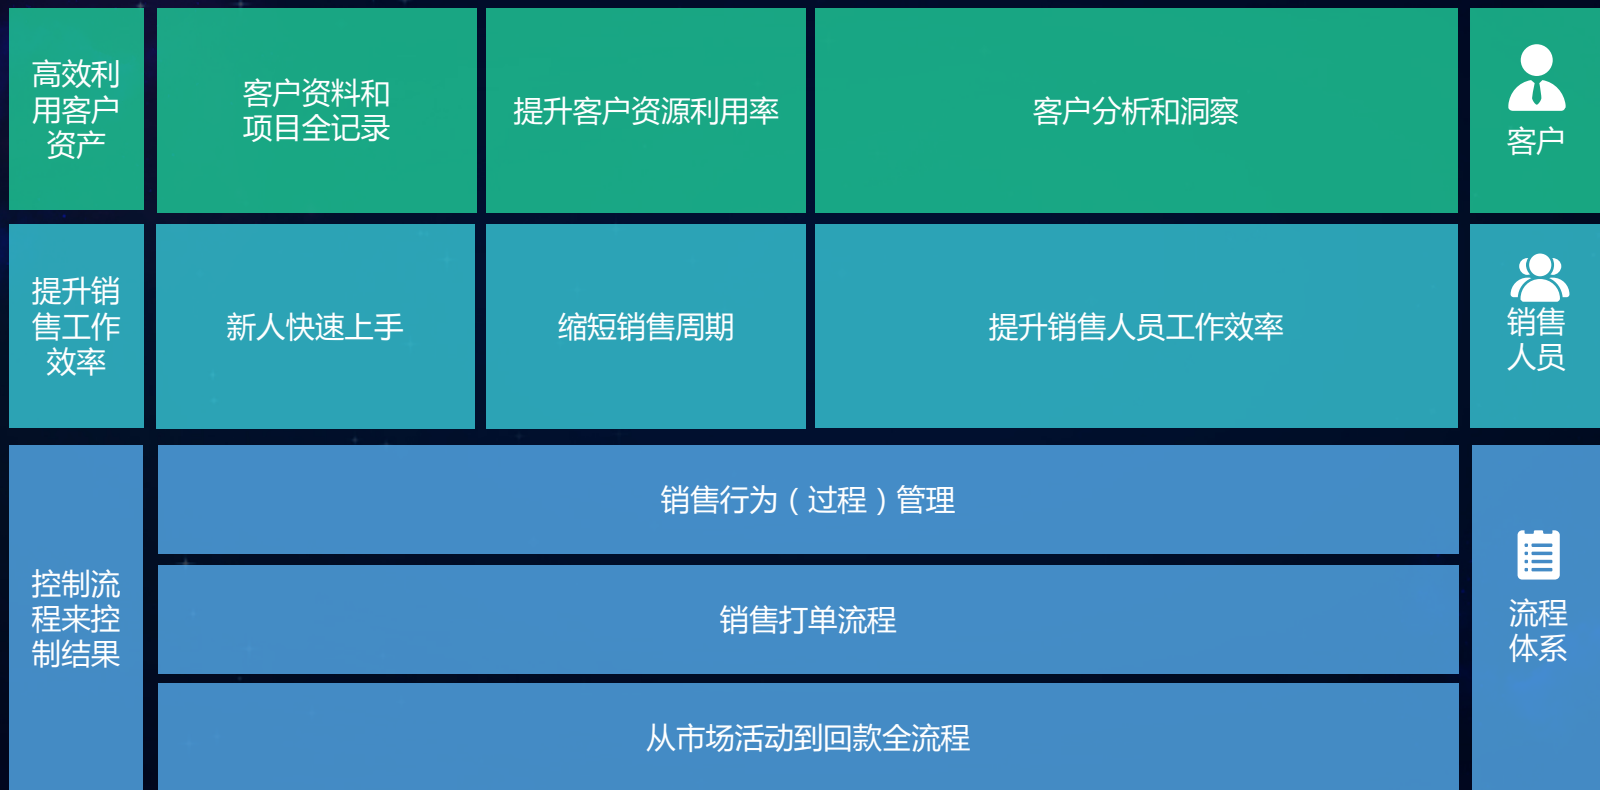 高效利
用客户
资产
客户资料和
项目全记录
提升客户资源利用率
客户分析和洞察
客户
提升销
售工作
效率
新人快速上手
缩短销售周期
提升销售人员工作效率
销售
人员
控制流
程来控
制结果
销售行为（过程）管理
销售打单流程
从市场活动到回款全流程
流程
体系